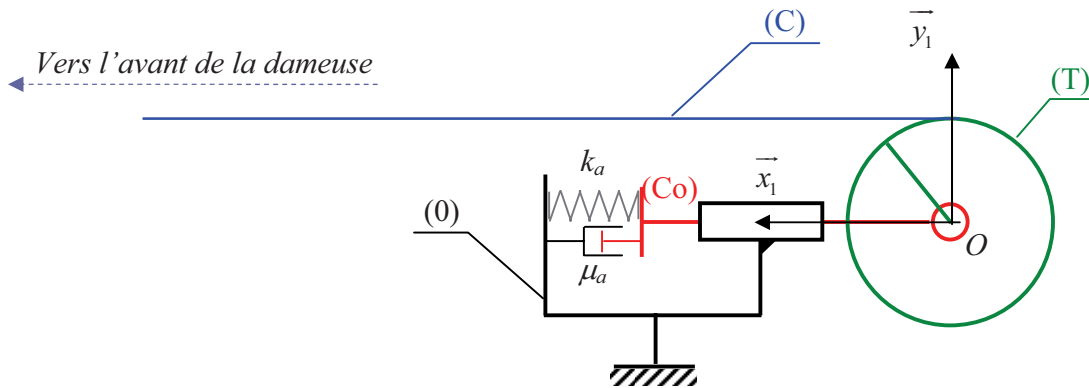 (C)
y₁
Vers l'avant de la dameuse
(T)
kₐ
(Co)
x₁
(0)
O
μₐ